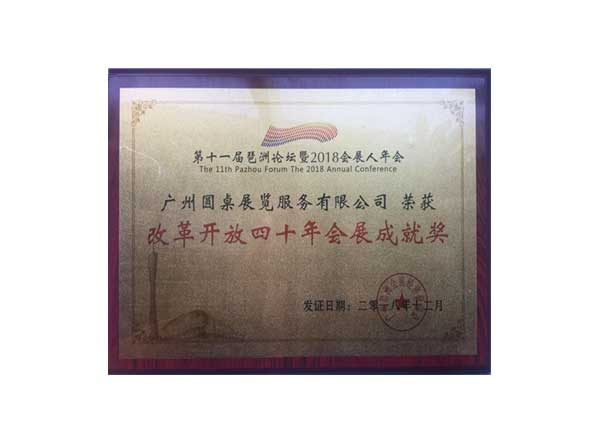 第十一届琶洲论坛暨2018会展人年会
The 11th Pazhou Forum The 2018 Annual Conference
广州圆桌展览服务有限公司 荣获
改革开放四十年会展成就奖
发证日期：二零一八年十二月